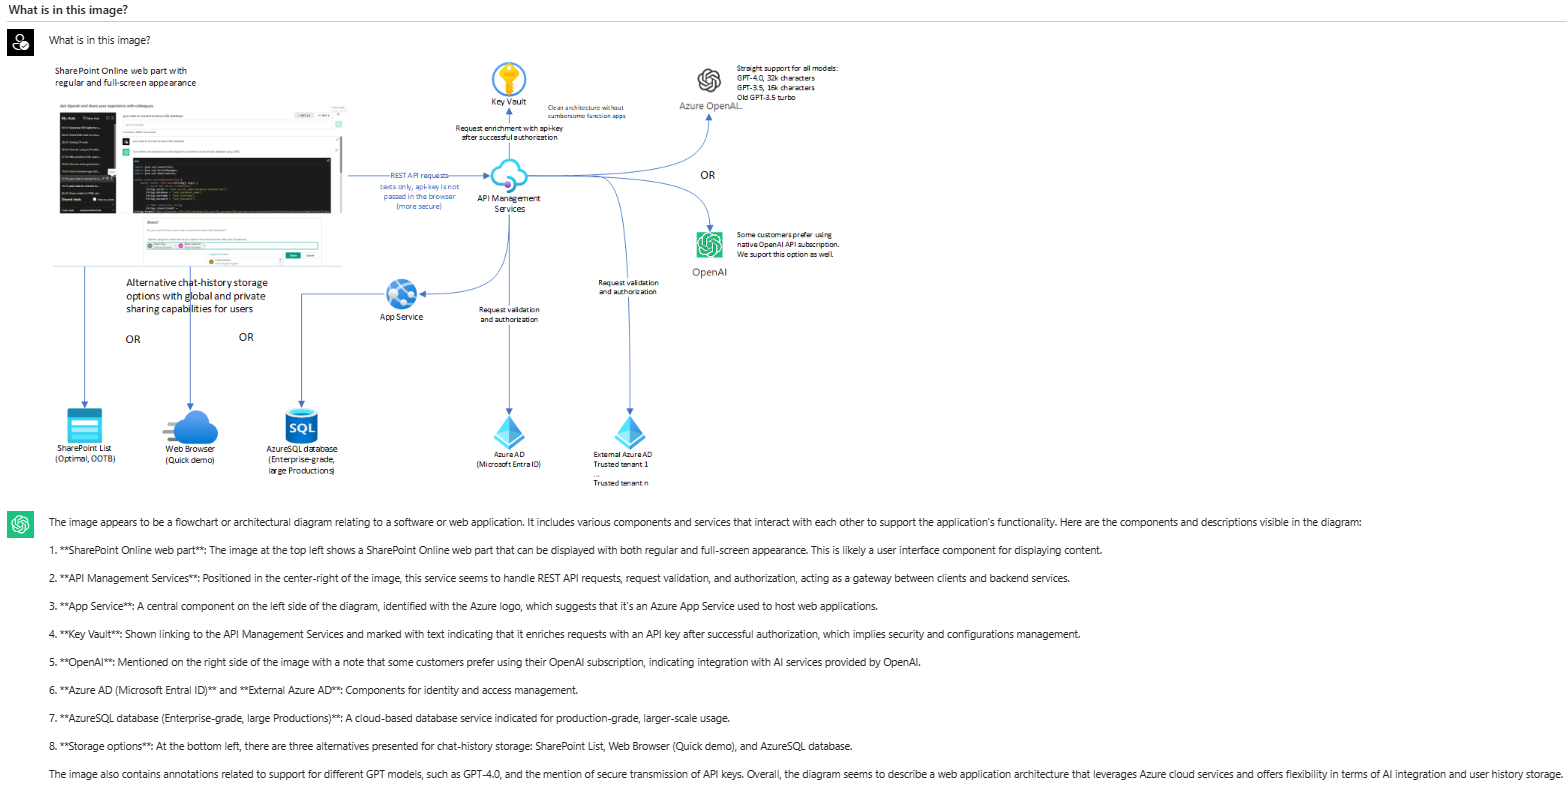 What is in this image?
What is in this image?
SharePoint Online web part with
regular and full-screen appearance
Ask OpenAI and share your experience with colleagues.
My chats
New chat
Shared chats
Share?
Key Vault
Clean architecture without
cumbersome function apps
Request enrichment with api-key
after successful authorization
Straight support for all models:
GPT-4.0, 32k characters
GPT-3.5, 16k characters
Old GPT-3.5 turbo
Azure OpenAI
REST API requests
texts only, api-key is not
passed in the browser
(more secure)
API Management
Services
OR
Some customers prefer using
native OpenAI API subscription.
We suport this option as well.
OpenAI
Alternative chat-history storage
options with global and private
sharing capabilities for users
App Service
Request validation
and authorization
Request validation
and authorization
OR
OR
SharePoint List
(Optimal, OOTB)
Web Browser
(Quick demo)
SQL
AzureSQL database
(Enterprise-grade,
large Productions)
Azure AD
(Microsoft Entra ID)
External Azure AD
Trusted tenant 1
...
Trusted tenant n
The image appears to be a flowchart or architectural diagram relating to a software or web application. It includes various components and services that interact with each other to support the application's functionality. Here are the components and descriptions visible in the diagram:
1. **SharePoint Online web part**: The image at the top left shows a SharePoint Online web part that can be displayed with both regular and full-screen appearance. This is likely a user interface component for displaying content.
2. **API Management Services**: Positioned in the center-right of the image, this service seems to handle REST API requests, request validation, and authorization, acting as a gateway between clients and backend services.
3. **App Service**: A central component on the left side of the diagram, identified with the Azure logo, which suggests that it's an Azure App Service used to host web applications.
4. **Key Vault**: Shown linking to the API Management Services and marked with text indicating that it enriches requests with an API key after successful authorization, which implies security and configurations management.
5. **OpenAI**: Mentioned on the right side of the image with a note that some customers prefer using their OpenAI subscription, indicating integration with AI services provided by OpenAI.
6. **Azure AD (Microsoft Entral ID)** and **External Azure AD**: Components for identity and access management.
7. **AzureSQL database (Enterprise-grade, large Productions)**: A cloud-based database service indicated for production-grade, larger-scale usage.
8. **Storage options**: At the bottom left, there are three alternatives presented for chat-history storage: SharePoint List, Web Browser (Quick demo), and AzureSQL database.
The image also contains annotations related to support for different GPT models, such as GPT-4.0, and the mention of secure transmission of API keys. Overall, the diagram seems to describe a web application architecture that leverages Azure cloud services and offers flexibility in terms of AI integration and user history storage.